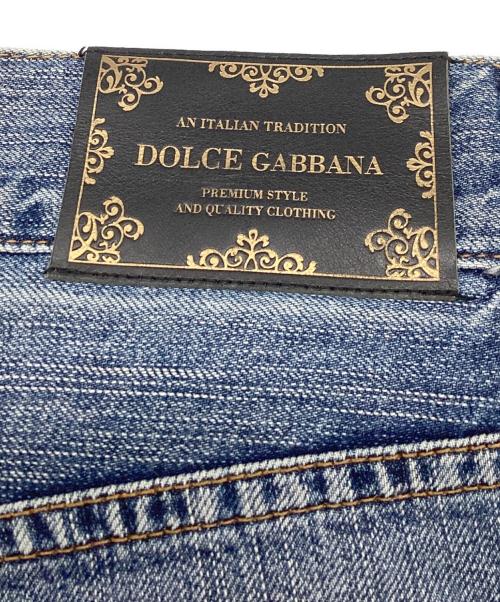 AN ITALIAN TRADITION
DOLCE GABBANA
PREMIUM STYLE
AND QUALITY CLOTHING